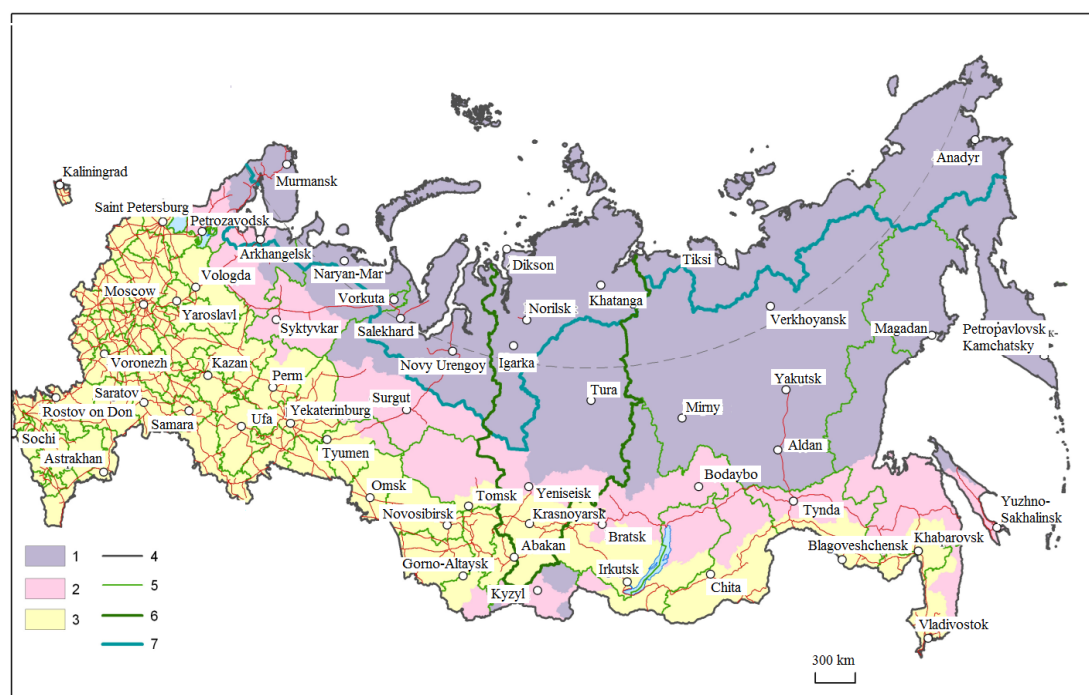 Kaliningrad
Murmansk
Anadyr
Saint Petersburg
Petrozavodsk
Arkhangelsk
Naryan-Mar
Dikson
Tiksi
Vologda
Khatanga
Moscow
Yaroslavl
Vorkuta
Norilsk
Verkhoyansk
Syktyvkar
Salekhard
Magadan
Petropavlovsk
к-
Kamchatsky
Voronezh
Kazan
Perm
Novy Urengoy
Igarka
Yakutsk
Saratov
Surgut
Tura
Mirny
Rostov on Don
Yekaterinburg
Samara
Ufa
Sochi
Tyumen
Aldan
Astrakhan
Bodaybo
Omsk
Tomsk
Yeniseisk
Tynda
Yuzhno-
Sakhalinsk
Novosibirsk
Krasnoyarsk
Bratsk
Khabarovsk
Abakan
Blagoveshchensk
Gorno-Altaysk
Irkutsk
Chita
Kyzyl
Vladivostok
1 4
2 5
3 6
7
300 km